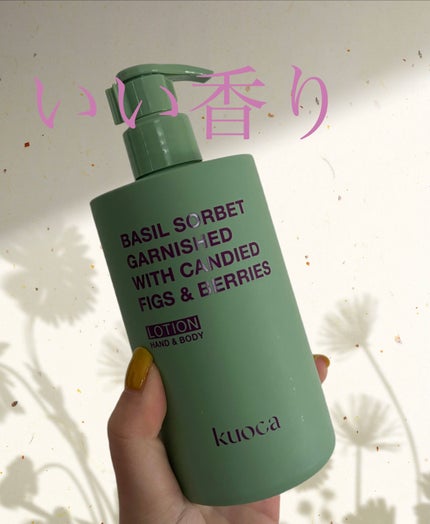 いい香り
BASIL SORBET
GARNISHED
WITH CANDIED
FIGS & BERRIES
LOTION
HAND & BODY
kuoca